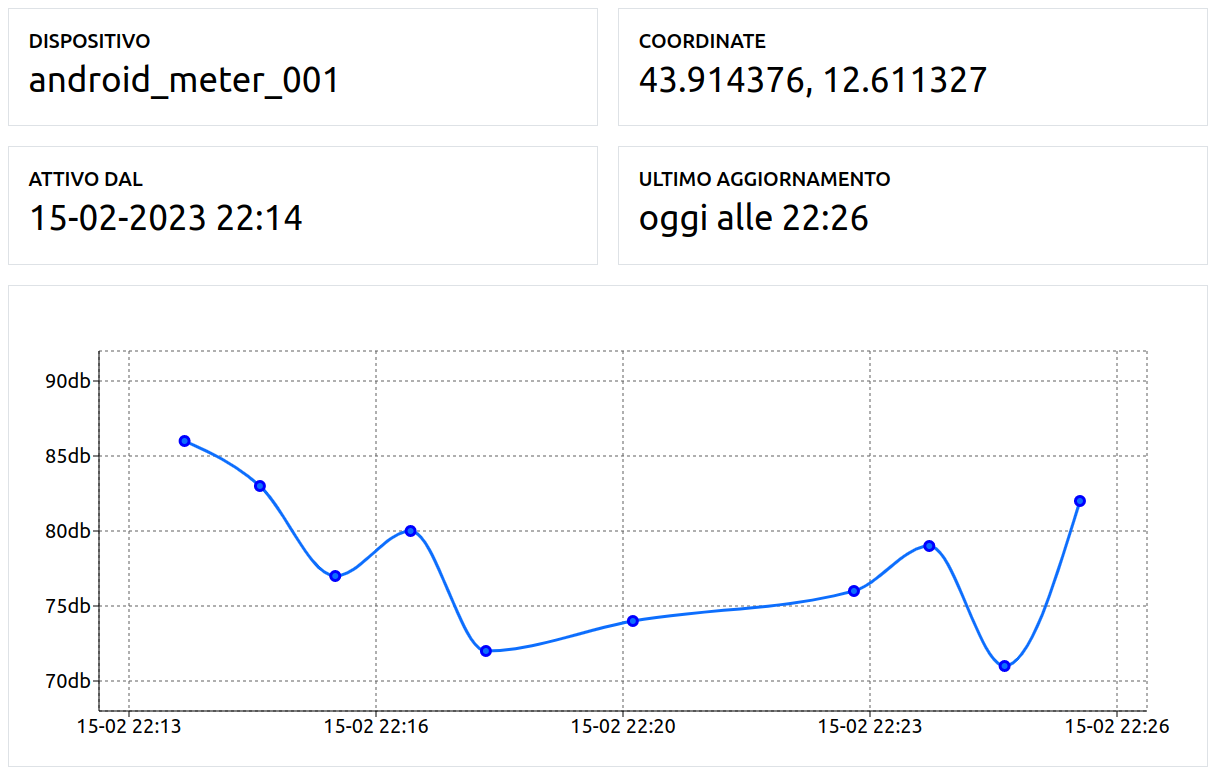 DISPOSITIVO
android_meter_001
COORDINATE
43.914376, 12.611327
ATTIVO DAL
15-02-2023 22:14
ULTIMO AGGIORNAMENTO
oggi alle 22:26
90db
85db
80db
75db
70db
15-02 22:13
15-02 22:16
15-02 22:20
15-02 22:23
15-02 22:26